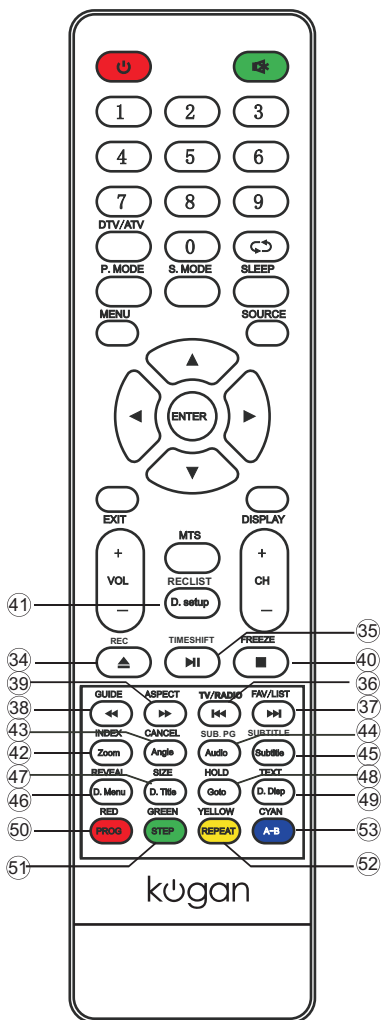 1 2 3
4 5 6
7 8 9
DTV/ATV
0
P. MODE S. MODE SLEEP
MENU SOURCE
ENTER
EXIT DISPLAY
MTS
+ +
VOL CH
− −
RECLIST
41 D. setup
REC TIMESHIFT FREEZE
35
34 40
39 36
GUIDE ASPECT TV/RADIO FAV/LIST
38 37
43 44
INDEX CANCEL SUB. PG SUBTITLE
42 Zoom Angle Audio Subtitle 45
47 48
REVEAL SIZE HOLD TEXT
46 D. Menu D. Title Goto D. Disp 49
RED GREEN YELLOW CYAN
50 PROG STEP REPEAT A-B 53
51 52
kogan